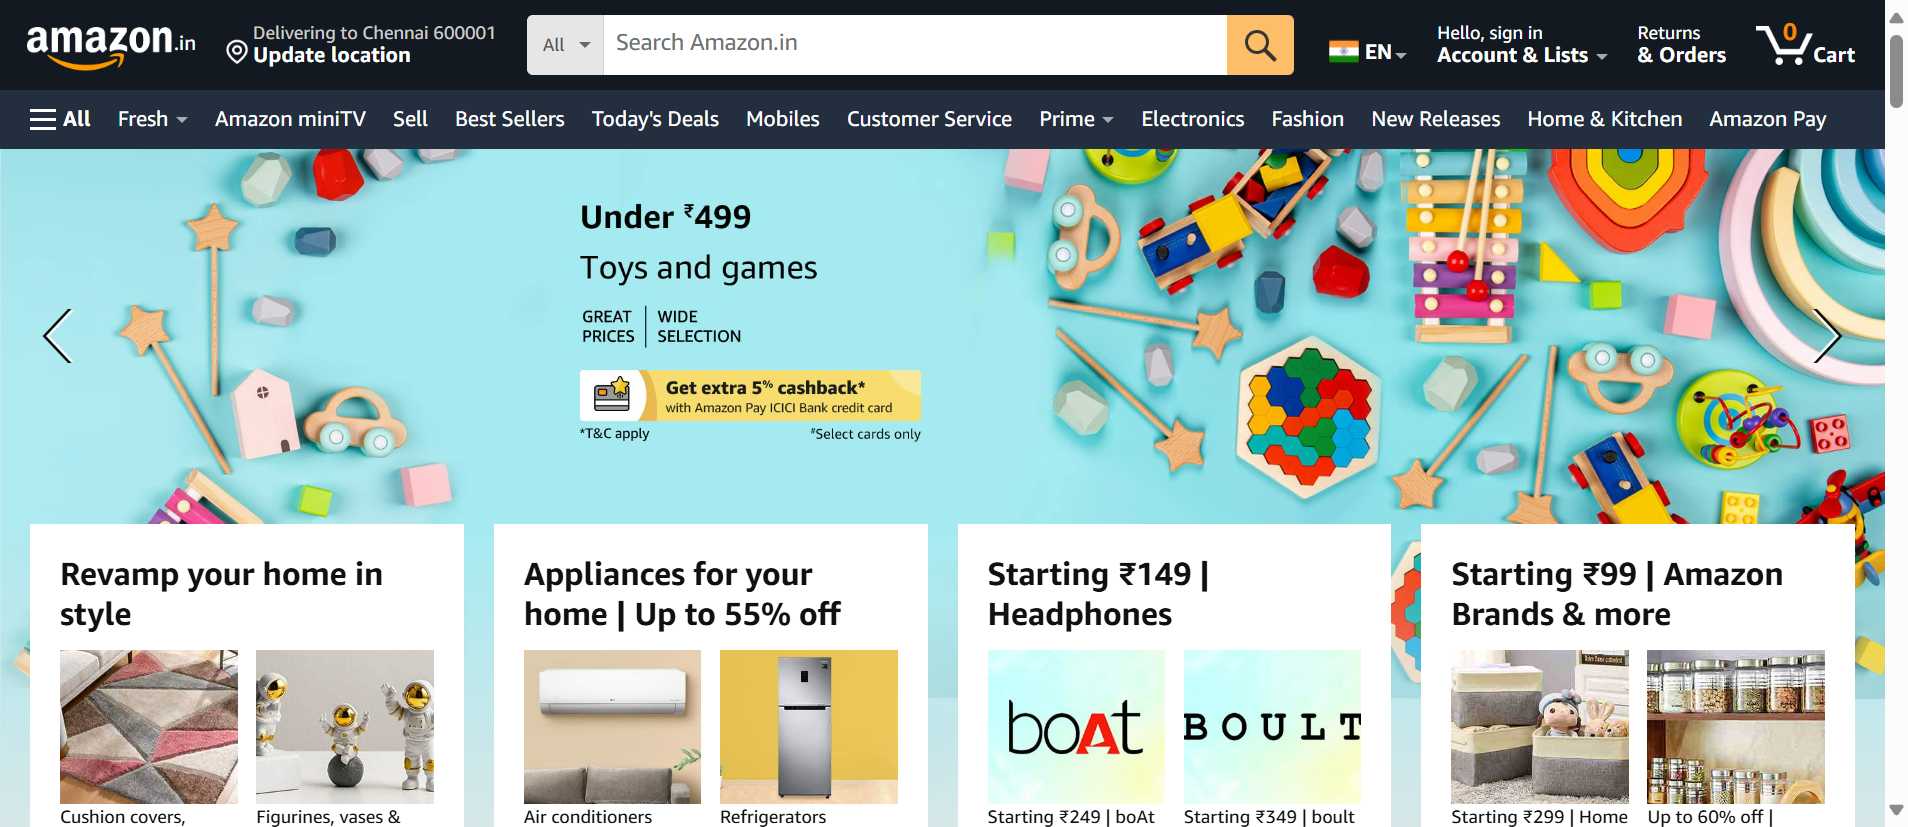 amazon.in
Delivering to Chennai 600001
Update location
All
Search Amazon.in
EN
Hello, sign in
Account & Lists
Returns
& Orders
0
Cart
All
Fresh
Amazon miniTV
Sell
Best Sellers
Today's Deals
Mobiles
Customer Service
Prime
Electronics
Fashion
New Releases
Home & Kitchen
Amazon Pay
Under ₹499
Toys and games
GREAT
PRICES
WIDE
SELECTION
Get extra 5% cashback*
with Amazon Pay ICICI Bank credit card
*T&C apply
#Select cards only
Revamp your home in
style
Cushion covers,
Figurines, vases &
Appliances for your
home | Up to 55% off
Air conditioners
Refrigerators
Starting ₹149 |
Headphones
boAt
BOULT
Starting ₹249 | boAt
Starting ₹349 | boult
Starting ₹99 | Amazon
Brands & more
Starting ₹299 | Home
Up to 60% off |